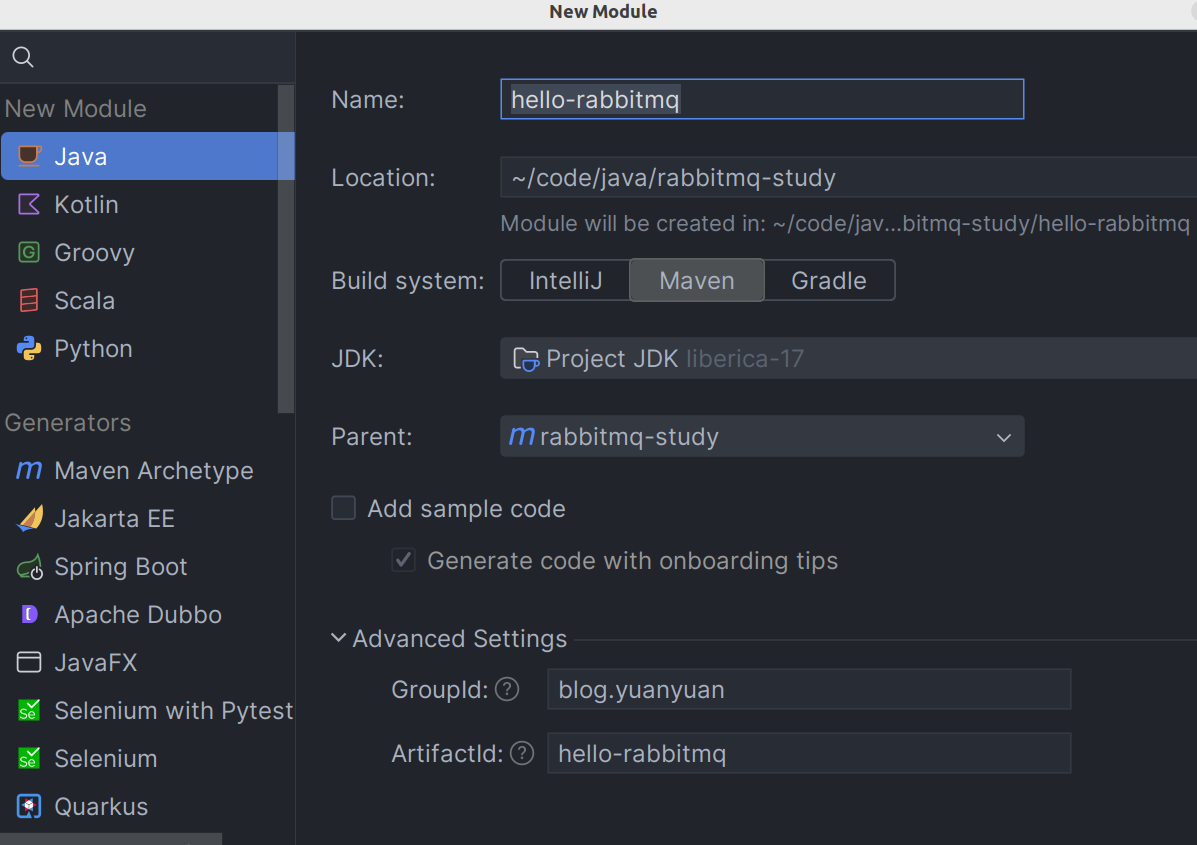 New Module
New Module
Java
Kotlin
Groovy
Scala
Python
Generators
Maven Archetype
Jakarta EE
Spring Boot
Apache Dubbo
JavaFX
Selenium with Pytest
Selenium
Quarkus
Name: hello-rabbitmq
Location: ~/code/java/rabbitmq-study
Module will be created in: ~/code/jav...bitmq-study/hello-rabbitmq
Build system: IntelliJ Maven Gradle
JDK: Project JDK liberica-17
Parent: rabbitmq-study
Add sample code
Generate code with onboarding tips
Advanced Settings
GroupId: ? blog.yuanyuan
ArtifactId: ? hello-rabbitmq